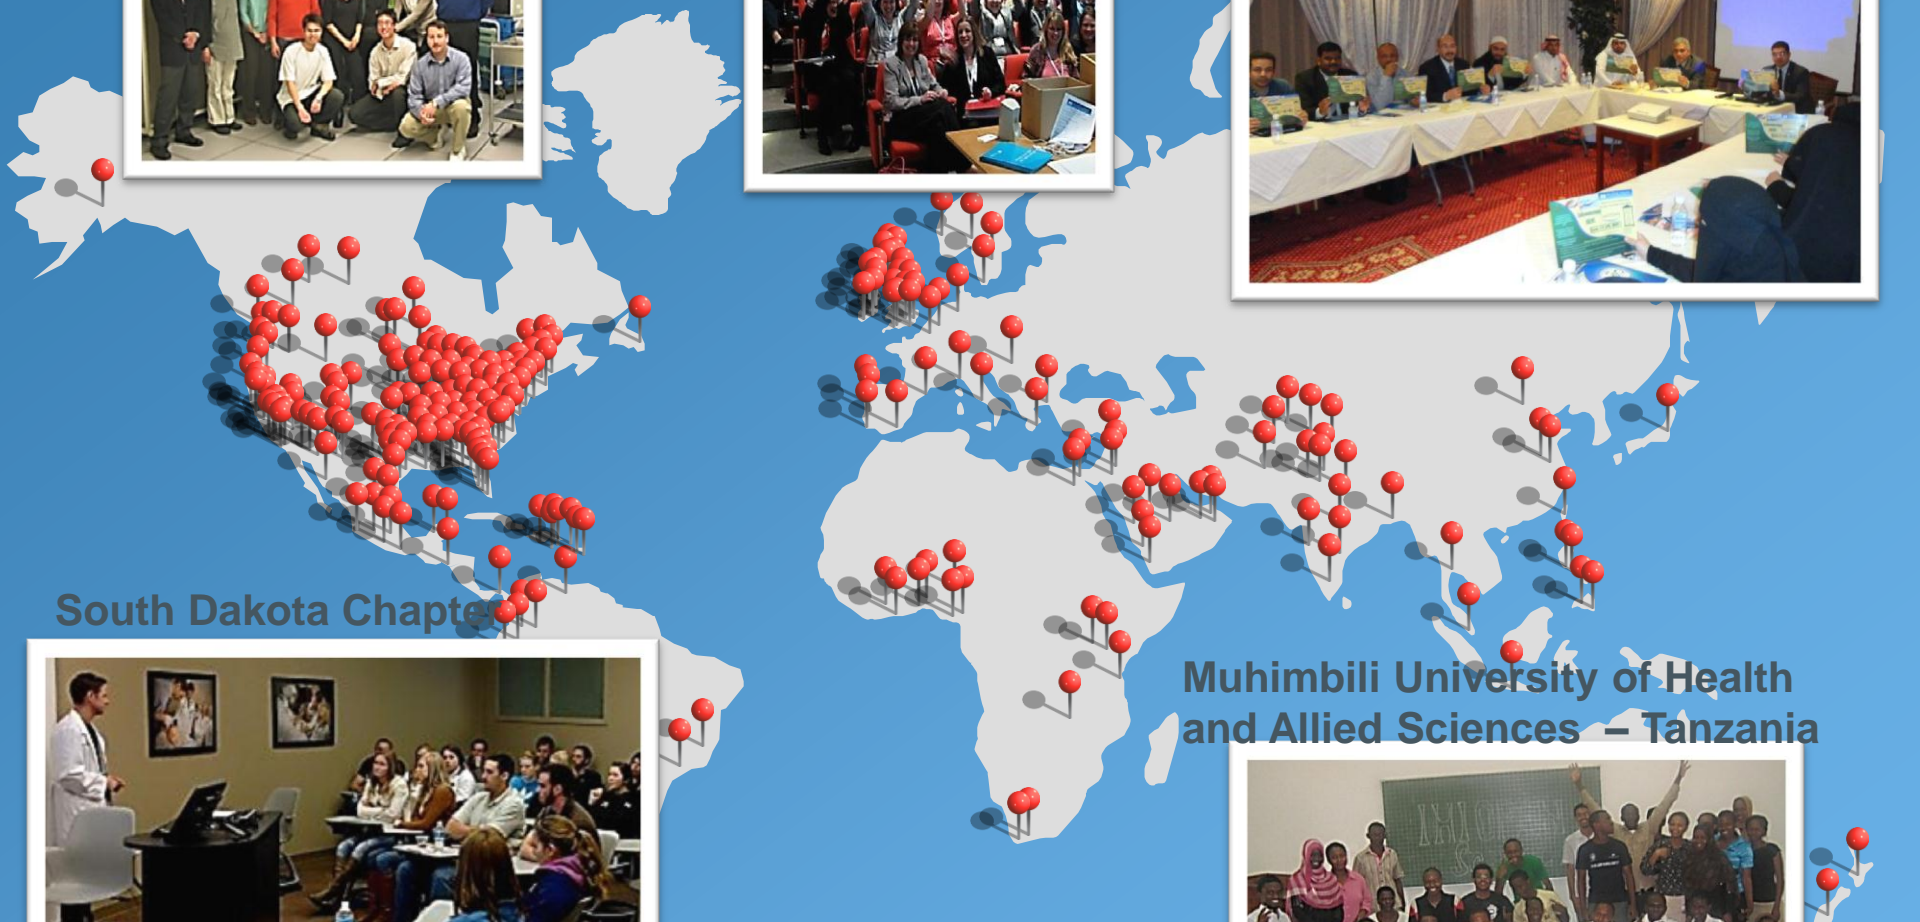 South Dakota Chapter
Muhimbili University of Health
and Allied Sciences – Tanzania